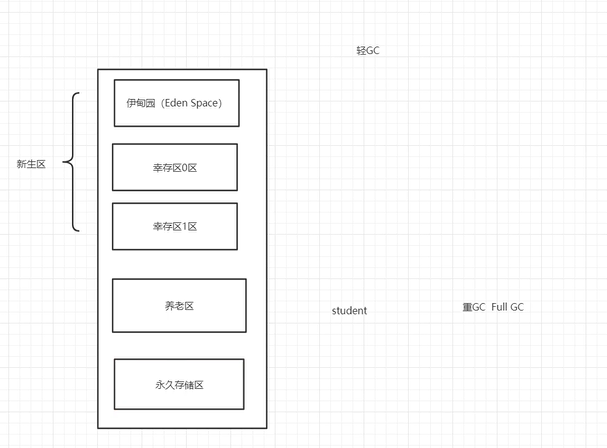 轻GC
伊甸园（Eden Space）
新生区
幸存区0区
幸存区1区
养老区
student
重GC Full GC
永久存储区